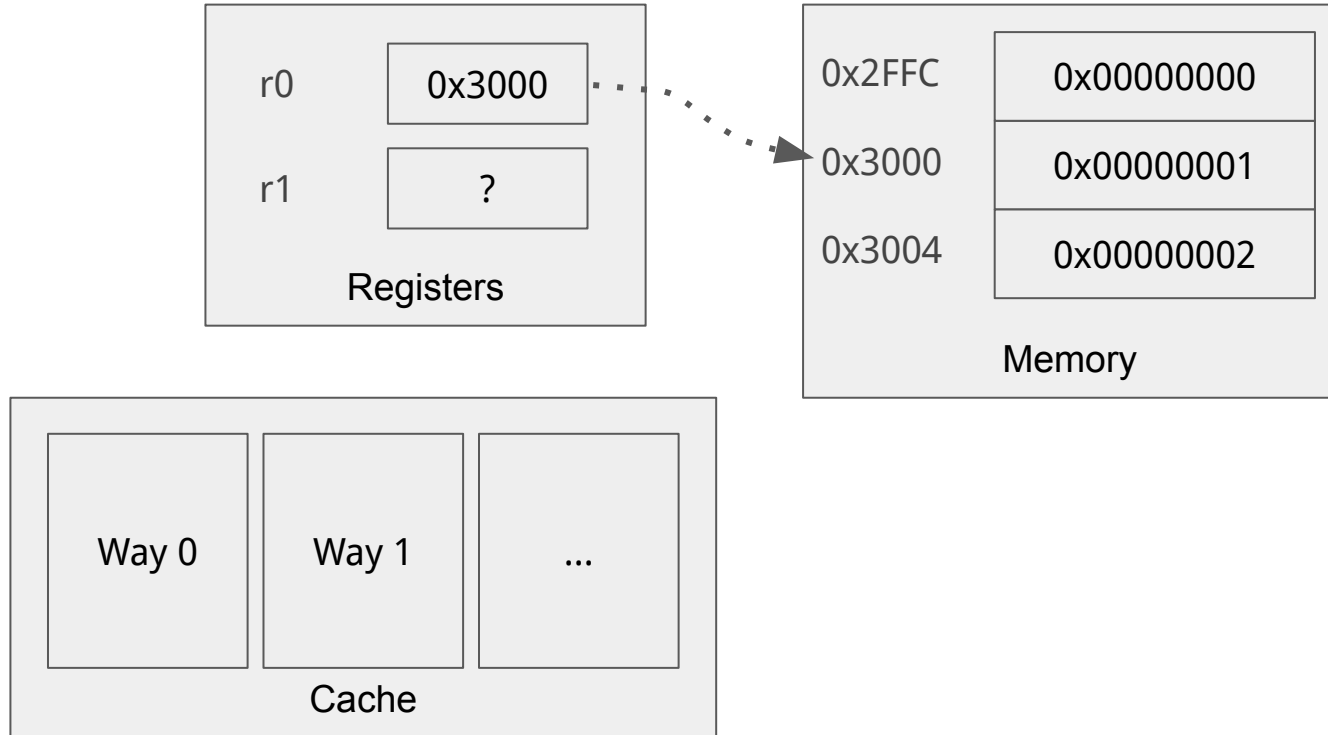 r0 0x3000
r1 ?
Registers
0x2FFC 0x00000000
0x3000 0x00000001
0x3004 0x00000002
Memory
Way 0 Way 1 ...
Cache